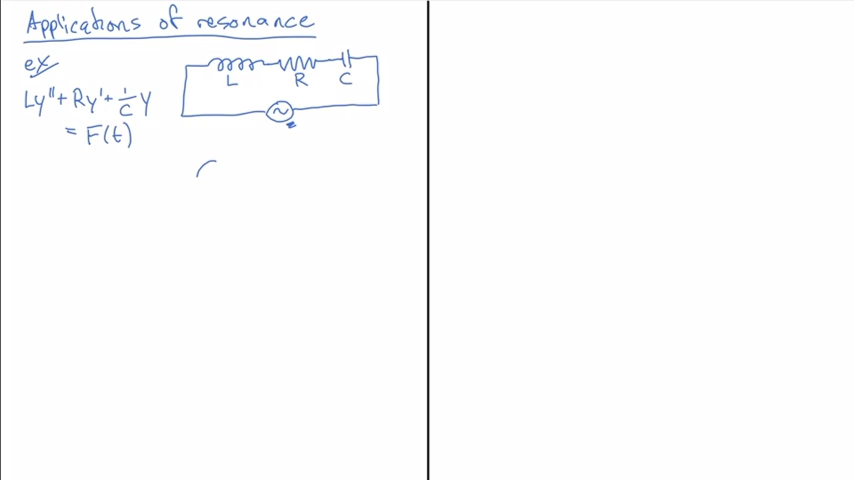 Applications of resonance
ex
L R C
Ly'' + Ry' + 1/C y
= F(t)
~